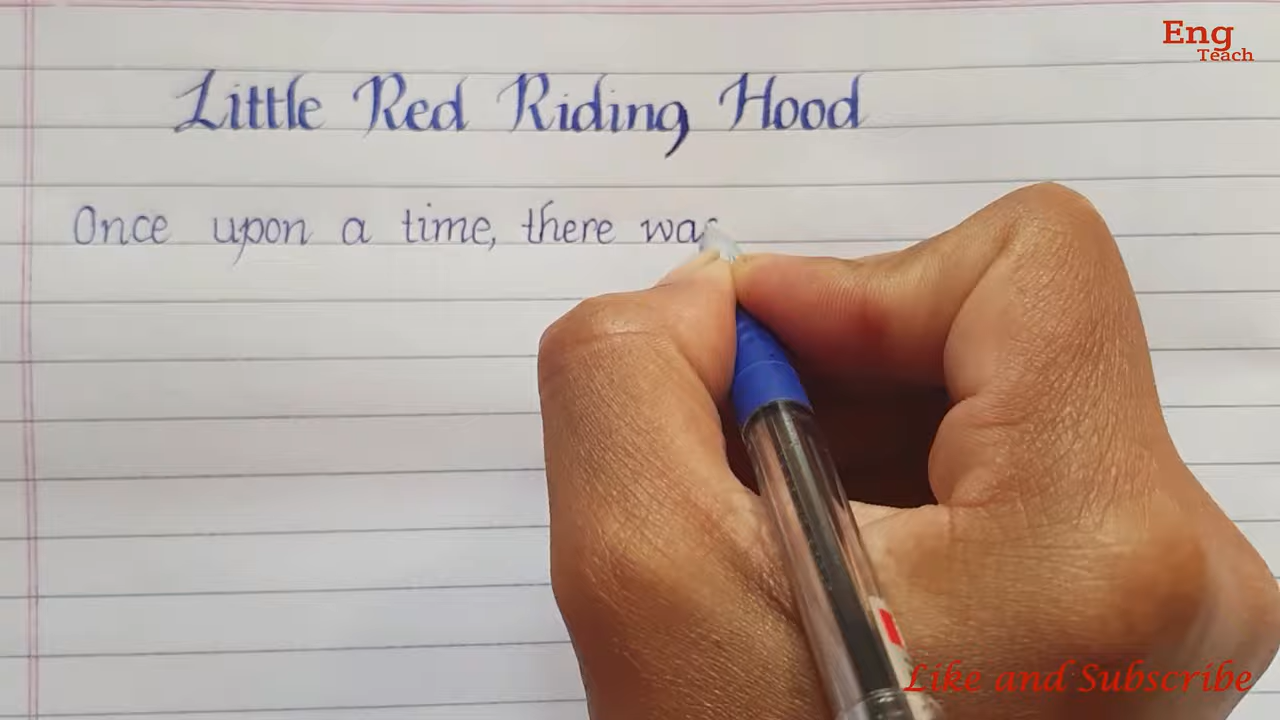 Eng
Teach
Little Red Riding Hood
Once upon a time, there was
Like and Subscribe